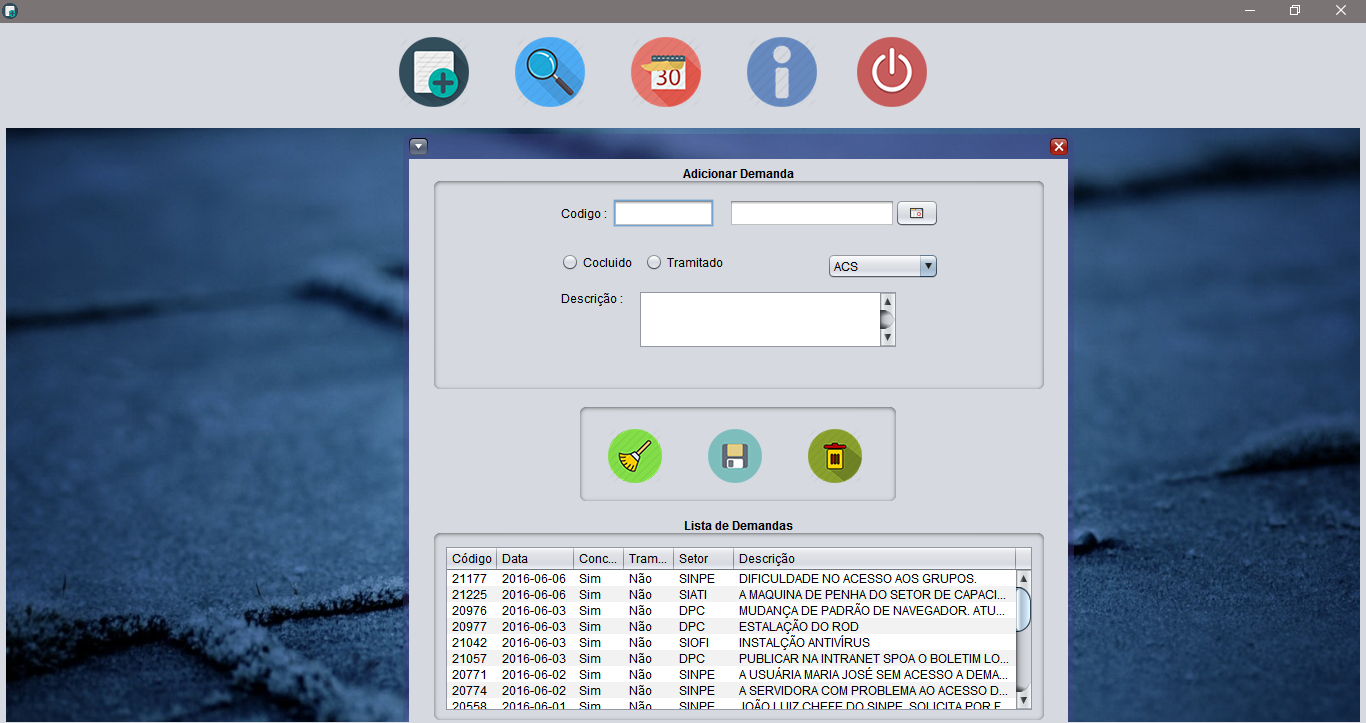 30
Adicionar Demanda
Codigo :
Cocluido Tramitado ACS
Descrição :
Lista de Demandas
Código Data Conc... Tram... Setor Descrição
21177 2016-06-06 Sim Não SINPE DIFICULDADE NO ACESSO AOS GRUPOS.
21225 2016-06-06 Sim Não SIATI A MAQUINA DE PENHA DO SETOR DE CAPACI...
20976 2016-06-03 Sim Não DPC MUDANÇA DE PADRÃO DE NAVEGADOR. ATU...
20977 2016-06-03 Sim Não DPC ESTALAÇÃO DO ROD
21042 2016-06-03 Sim Não SIOFI INSTALÇÃO ANTIVÍRUS
21057 2016-06-03 Sim Não DPC PUBLICAR NA INTRANET SPOA O BOLETIM LO...
20771 2016-06-02 Sim Não SINPE A USUÁRIA MARIA JOSÉ SEM ACESSO A DEMA...
20774 2016-06-02 Sim Não SINPE A SERVIDORA COM PROBLEMA AO ACESSO D...
20558 2016-06-01 Sim Não SINPE JOÃO LUIZ CHEFE DO SINPE, SOLICITA POR